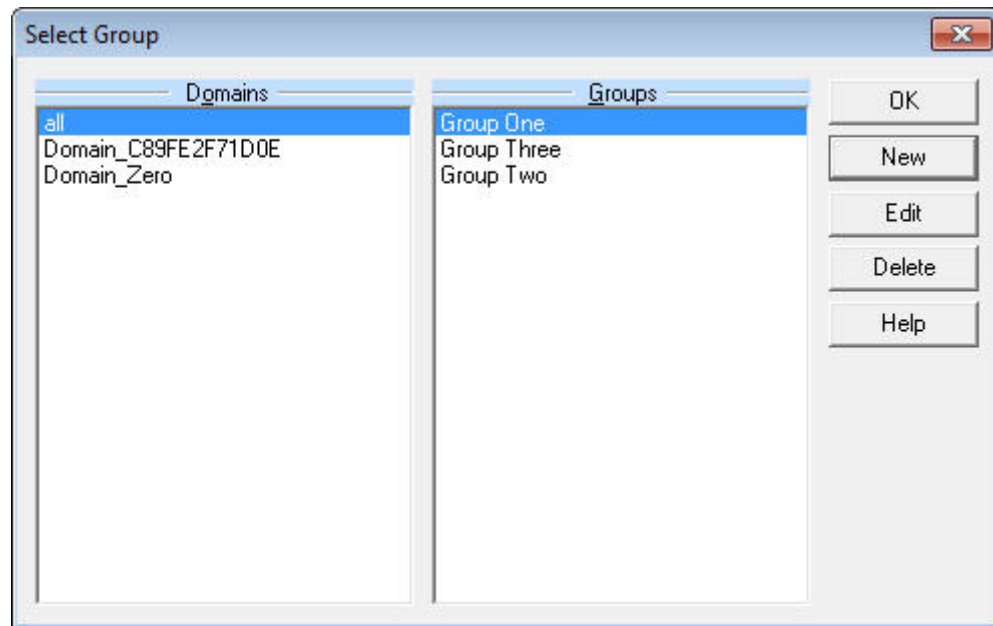 Select Group
Domains
all
Domain_C89FE2F71D0E
Domain_Zero
Groups
Group One
Group Three
Group Two
OK
New
Edit
Delete
Help